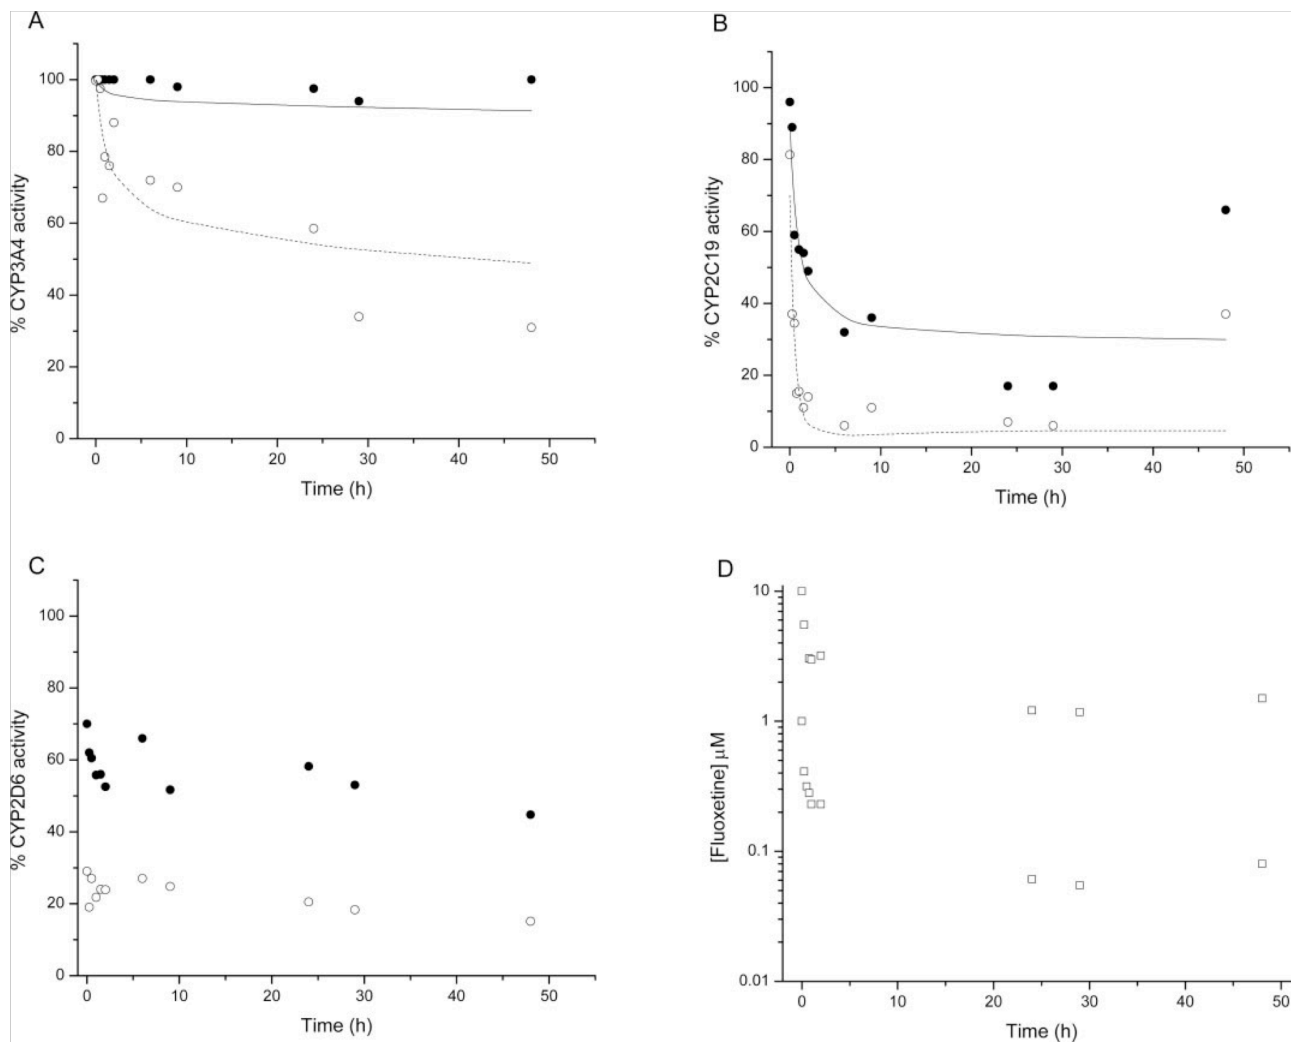 A
% CYP3A4 activity
100
80
60
40
20
0
0 10 20 30 40 50
Time (h)
B
% CYP2C19 activity
100
80
60
40
20
0
0 10 20 30 40 50
Time (h)
C
% CYP2D6 activity
100
80
60
40
20
0
0 10 20 30 40 50
Time (h)
D
[Fluoxetine] μM
10
1
0.1
0.01
0 10 20 30 40 50
Time (h)